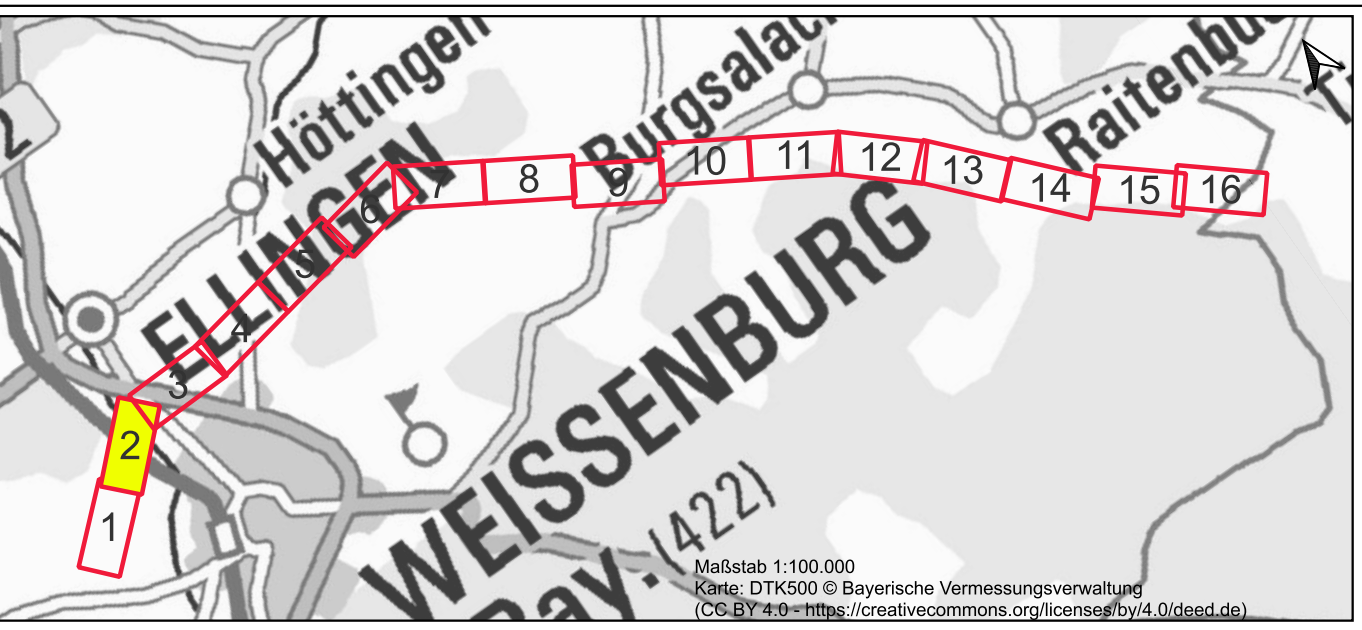 2
Höttingen
Burgsalach
Raitenbu
T
ELLINGEN
WEISSENBURG
Bay. (422)
1
2
3
4
5
6
7
8
9
10
11
12
13
14
15
16
Maßstab 1:100.000
Karte: DTK500 © Bayerische Vermessungsverwaltung
(CC BY 4.0 - https://creativecommons.org/licenses/by/4.0/deed.de)